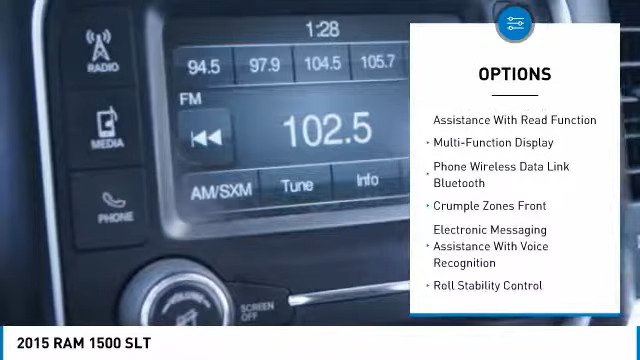 1:28
94.5 97.9 104.5 105.7
FM
102.5
AM/SXM Tune Info
RADIO
MEDIA
PHONE
VOLUME
SCREEN
OFF
OPTIONS
Assistance With Read Function
Multi-Function Display
Phone Wireless Data Link
Bluetooth
Crumple Zones Front
Electronic Messaging
Assistance With Voice
Recognition
Roll Stability Control
2015 RAM 1500 SLT